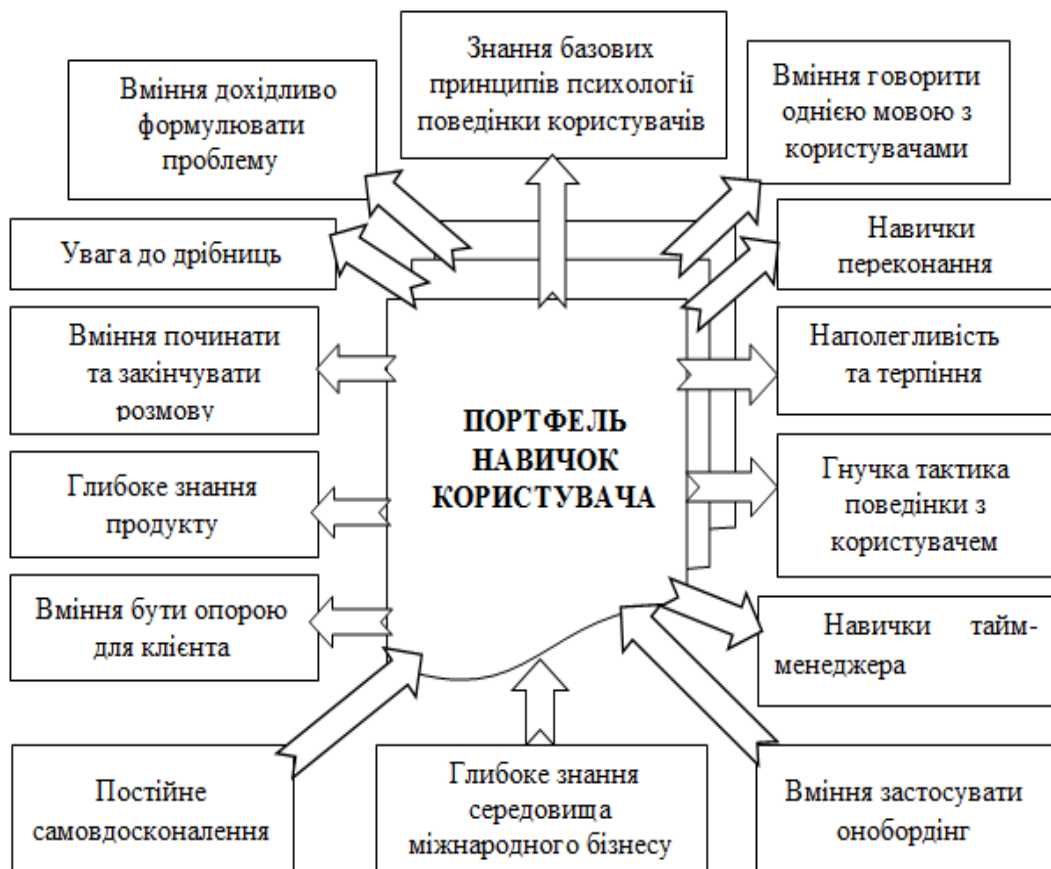 Знання базових
принципів психології
поведінки користувачів
Вміння дохідливо
формулювати
проблему
Вміння говорити
однією мовою з
користувачами
Увага до дрібниць
Навички
переконання
Вміння починати
та закінчувати
розмову
Наполегливість
та терпіння
ПОРТФЕЛЬ
НАВИЧОК
КОРИСТУВАЧА
Глибоке знання
продукту
Гнучка тактика
поведінки з
користувачем
Вміння бути опорою
для клієнта
Навички тайм-
менеджера
Постійне
самовдосконалення
Глибоке знання
середовища
міжнародного бізнесу
Вміння застосувати
онобордінг